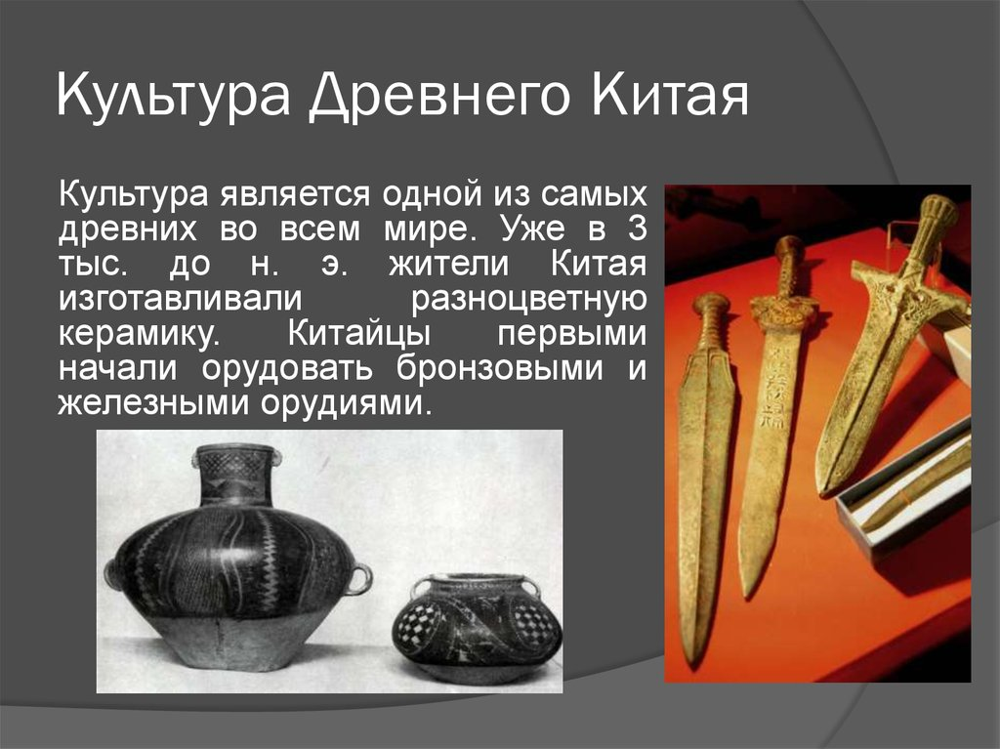 Культура Древнего Китая
Культура является одной из самых
древних во всем мире. Уже в 3
тыс. до н. э. жители Китая
изготавливали разноцветную
керамику. Китайцы первыми
начали орудовать бронзовыми и
железными орудиями.